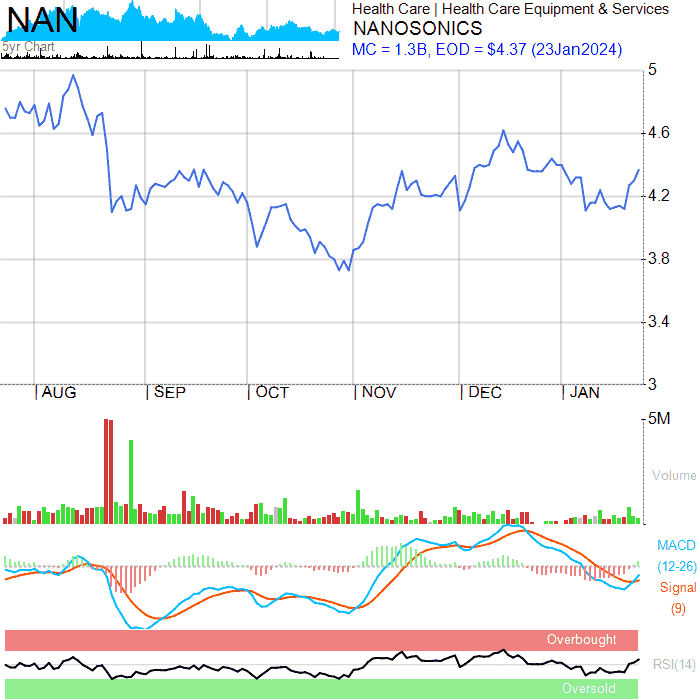 NAN
5yr Chart
Health Care | Health Care Equipment & Services
NANOSONICS
MC = 1.3B, EOD = $4.37 (23Jan2024)
5
4.6
4.2
3.8
3.4
3
AUG
SEP
OCT
NOV
DEC
JAN
5M
Volume
MACD
(12-26)
Signal
(9)
Overbought
RSI(14)
Oversold